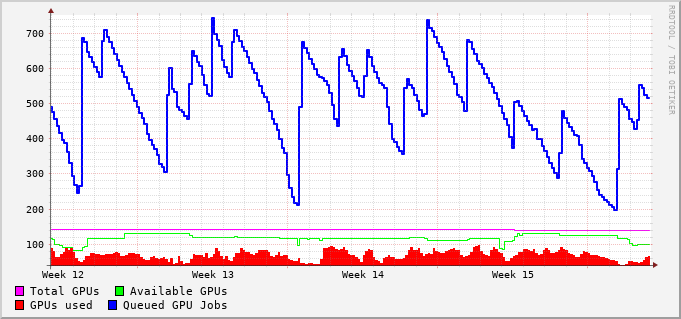 RRDTOOL / TOBI OETIKER
700
600
500
400
300
200
100
Week 12 Week 13 Week 14 Week 15
Total GPUs Available GPUs
GPUs used Queued GPU Jobs